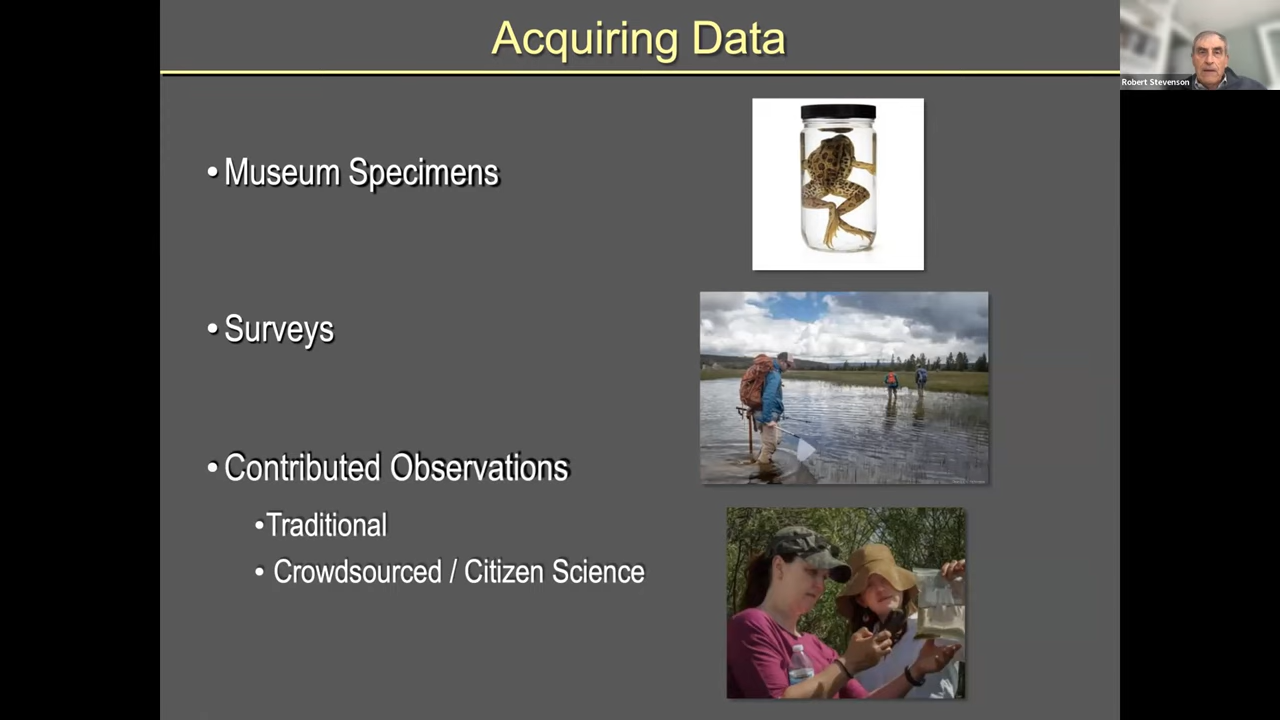 Acquiring Data
Robert Stevenson
•Museum Specimens
•Surveys
•Contributed Observations
•Traditional
• Crowdsourced / Citizen Science